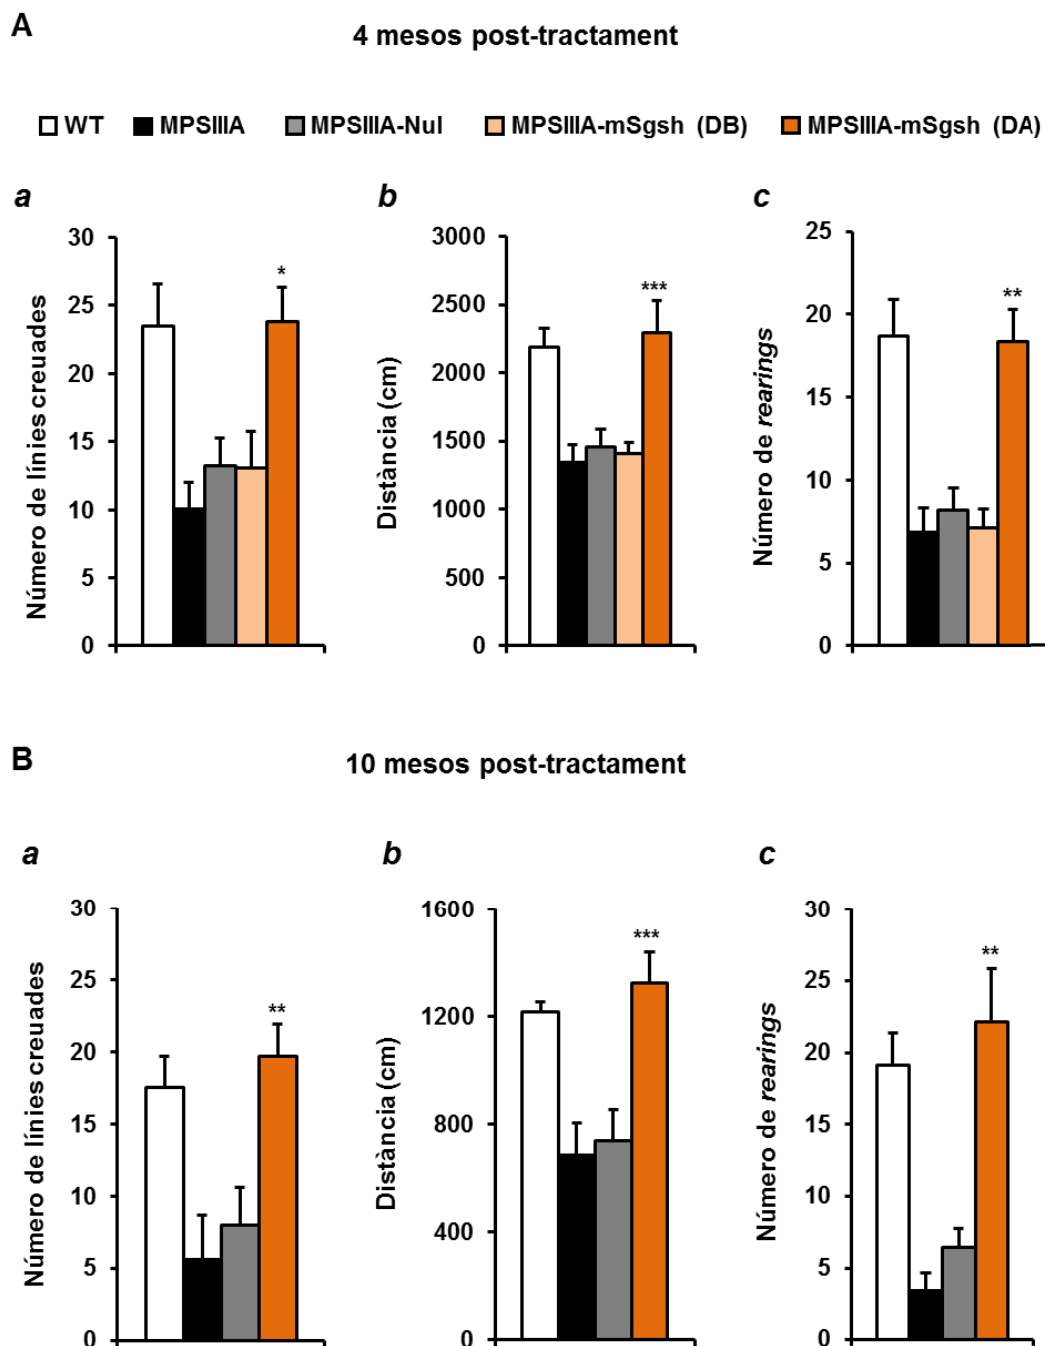 A
4 mesos post-tractament
WT MPSIIIA MPSIIIA-Nul MPSIIIA-mSgsh (DB) MPSIIIA-mSgsh (DA)
a
Número de línies creuades
30
25
20
15
10
5
0
*
b
Distància (cm)
3000
2500
2000
1500
1000
500
0
***
c
Número de rearings
25
20
15
10
5
0
**
B
10 mesos post-tractament
a
Número de línies creuades
30
25
20
15
10
5
0
**
b
Distància (cm)
1600
1200
800
400
0
***
c
Número de rearings
30
25
20
15
10
5
0
**